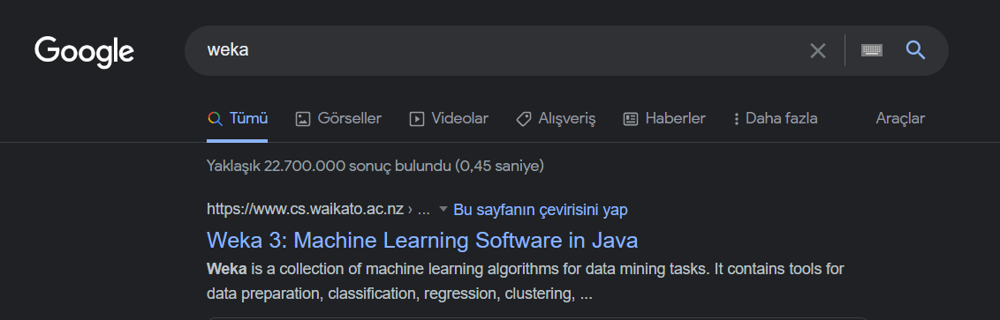 Google
weka
Tümü Görseller Videolar Alışveriş Haberler Daha fazla Araçlar
Yaklaşık 22.700.000 sonuç bulundu (0,45 saniye)
https://www.cs.waikato.ac.nz › ... Bu sayfanın çevirisini yap
Weka 3: Machine Learning Software in Java
Weka is a collection of machine learning algorithms for data mining tasks. It contains tools for
data preparation, classification, regression, clustering, ...